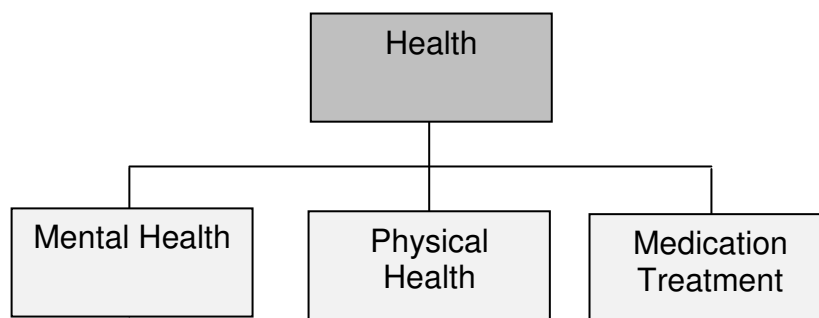 Health
Mental Health
Physical
Health
Medication
Treatment